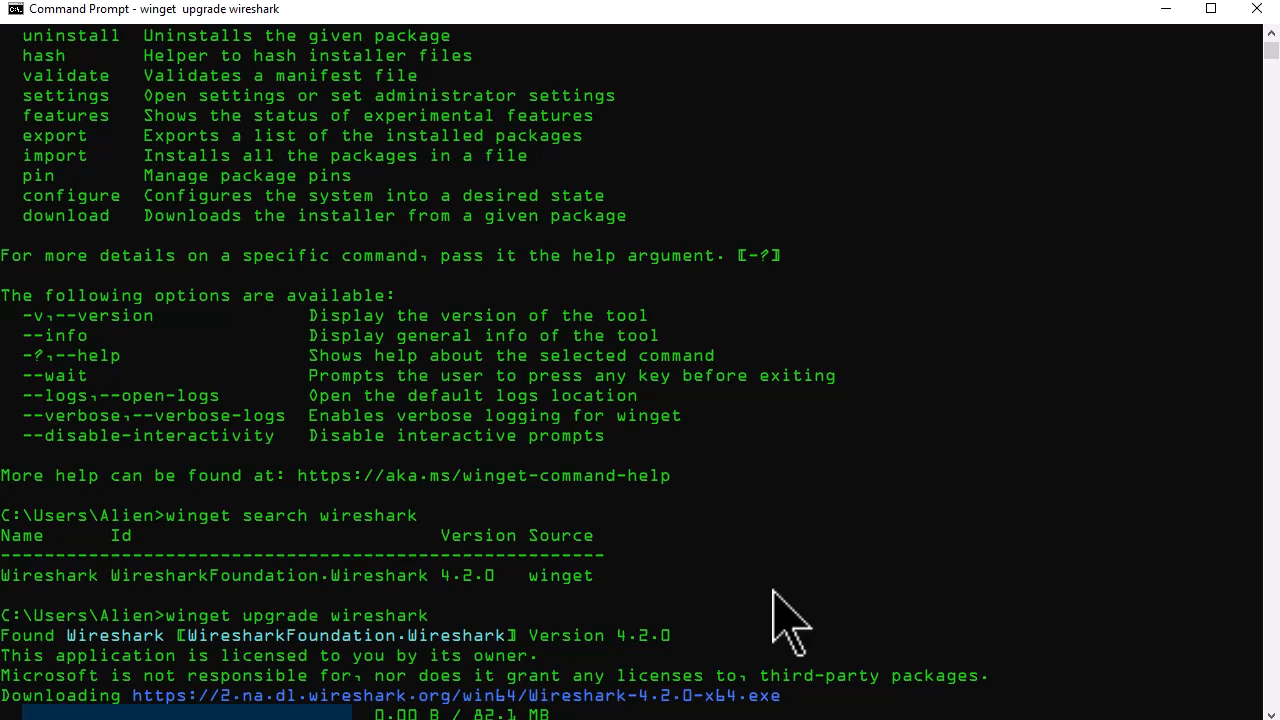 Command Prompt - winget  upgrade wireshark
uninstall  Uninstalls the given package
hash       Helper to hash installer files
validate   Validates a manifest file
settings   Open settings or set administrator settings
features   Shows the status of experimental features
export     Exports a list of the installed packages
import     Installs all the packages in a file
pin        Manage package pins
configure  Configures the system into a desired state
download   Downloads the installer from a given package
For more details on a specific command, pass it the help argument. [-?]
The following options are available:
-v,--version              Display the version of the tool
--info                    Display general info of the tool
-?,--help                 Shows help about the selected command
--wait                    Prompts the user to press any key before exiting
--logs,--open-logs        Open the default logs location
--verbose,--verbose-logs  Enables verbose logging for winget
--disable-interactivity   Disable interactive prompts
More help can be found at: https://aka.ms/winget-command-help
C:\Users\Alien>winget search wireshark
Name      Id                            Version Source
-------------------------------------------------------
Wireshark WiresharkFoundation.Wireshark 4.2.0   winget
C:\Users\Alien>winget upgrade wireshark
Found Wireshark [WiresharkFoundation.Wireshark] Version 4.2.0
This application is licensed to you by its owner.
Microsoft is not responsible for, nor does it grant any licenses to, third-party packages.
Downloading https://2.na.dl.wireshark.org/win64/Wireshark-4.2.0-x64.exe
0.00 B / 82.1 MB